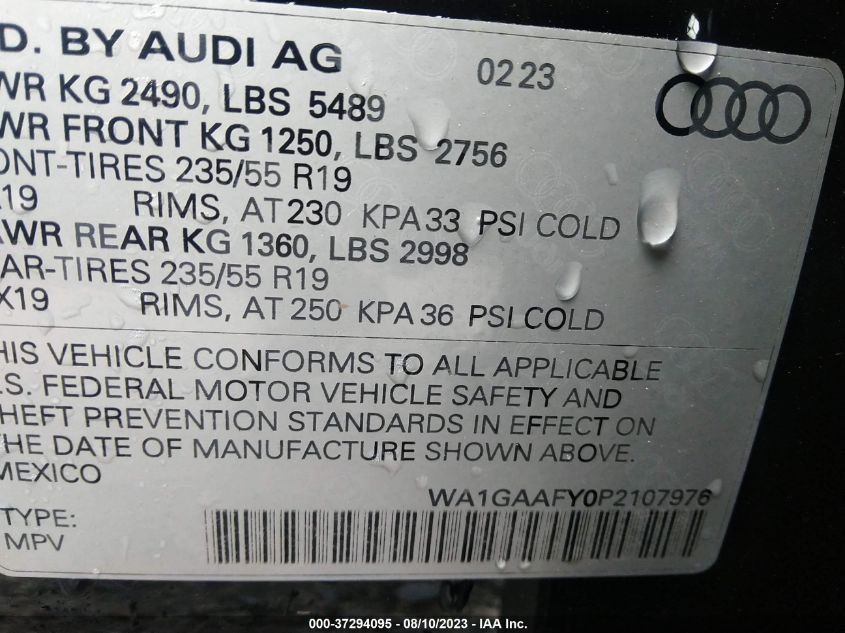 D. BY AUDI AG
0223
WR KG 2490, LBS 5489
WR FRONT KG 1250, LBS 2756
ONT-TIRES 235/55 R19
19 RIMS, AT 230 KPA 33 PSI COLD
WR REAR KG 1360, LBS 2998
AR-TIRES 235/55 R19
X19 RIMS, AT 250 KPA 36 PSI COLD
HIS VEHICLE CONFORMS TO ALL APPLICABLE
.S. FEDERAL MOTOR VEHICLE SAFETY AND
HEFT PREVENTION STANDARDS IN EFFECT ON
HE DATE OF MANUFACTURE SHOWN ABOVE.
MEXICO
WA1GAAFY0P2107976
TYPE:
MPV
000-37294095 - 08/10/2023 - IAA Inc.